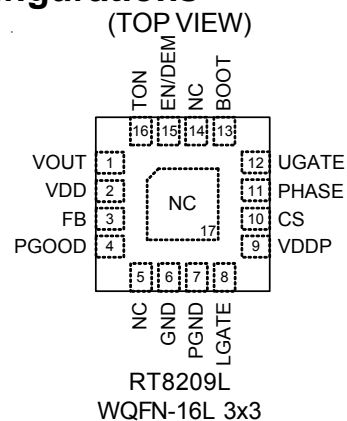 (TOP VIEW)
TON
EN/DEM
NC
BOOT
16 15 14 13
VOUT 1
VDD 2
FB 3
PGOOD 4
NC
17
12 UGATE
11 PHASE
10 CS
9 VDDP
5 6 7 8
NC
GND
PGND
LGATE
RT8209L
WQFN-16L 3x3